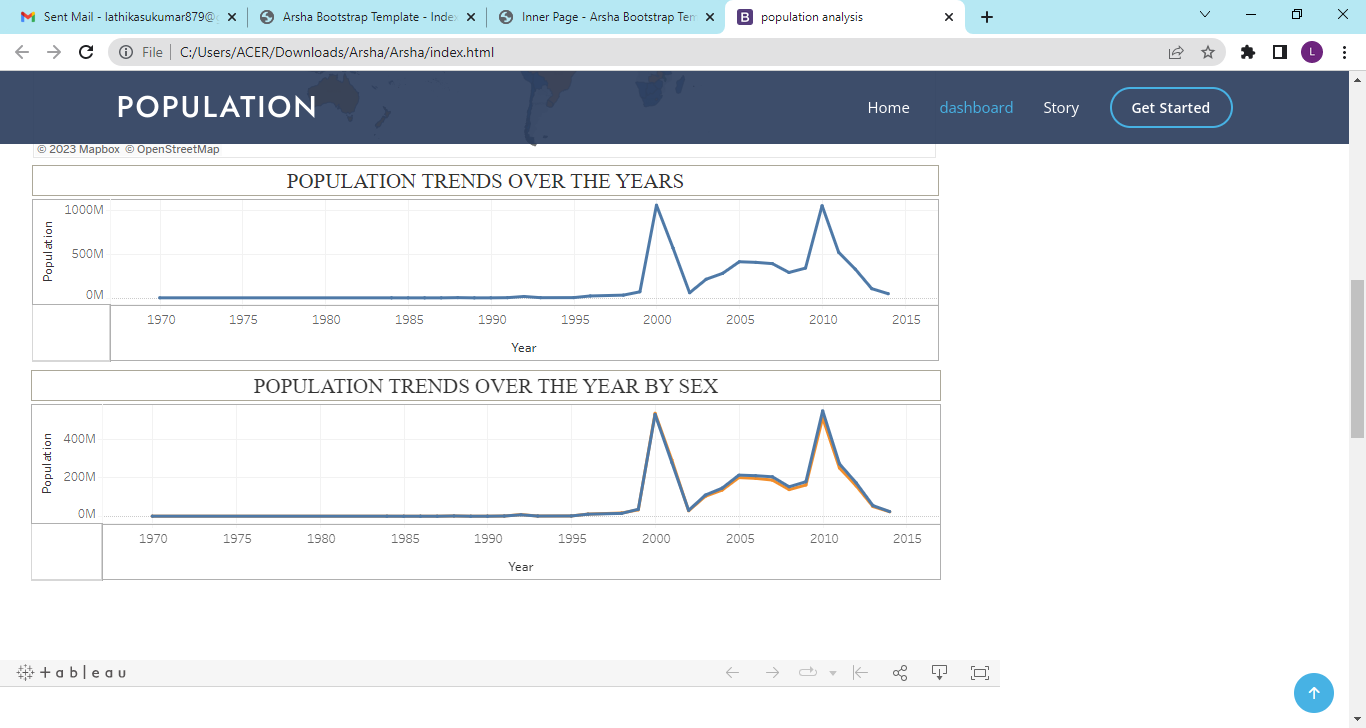 Sent Mail - lathikasukumar879@
Arsha Bootstrap Template - Inde
Inner Page - Arsha Bootstrap Tem
B population analysis
File C:/Users/ACER/Downloads/Arsha/Arsha/index.html
L
POPULATION
Home dashboard Story Get Started
© 2023 Mapbox © OpenStreetMap
POPULATION TRENDS OVER THE YEARS
Population
1000M
500M
0M
1970 1975 1980 1985 1990 1995 2000 2005 2010 2015
Year
POPULATION TRENDS OVER THE YEAR BY SEX
Population
400M
200M
0M
1970 1975 1980 1985 1990 1995 2000 2005 2010 2015
Year
+ableau